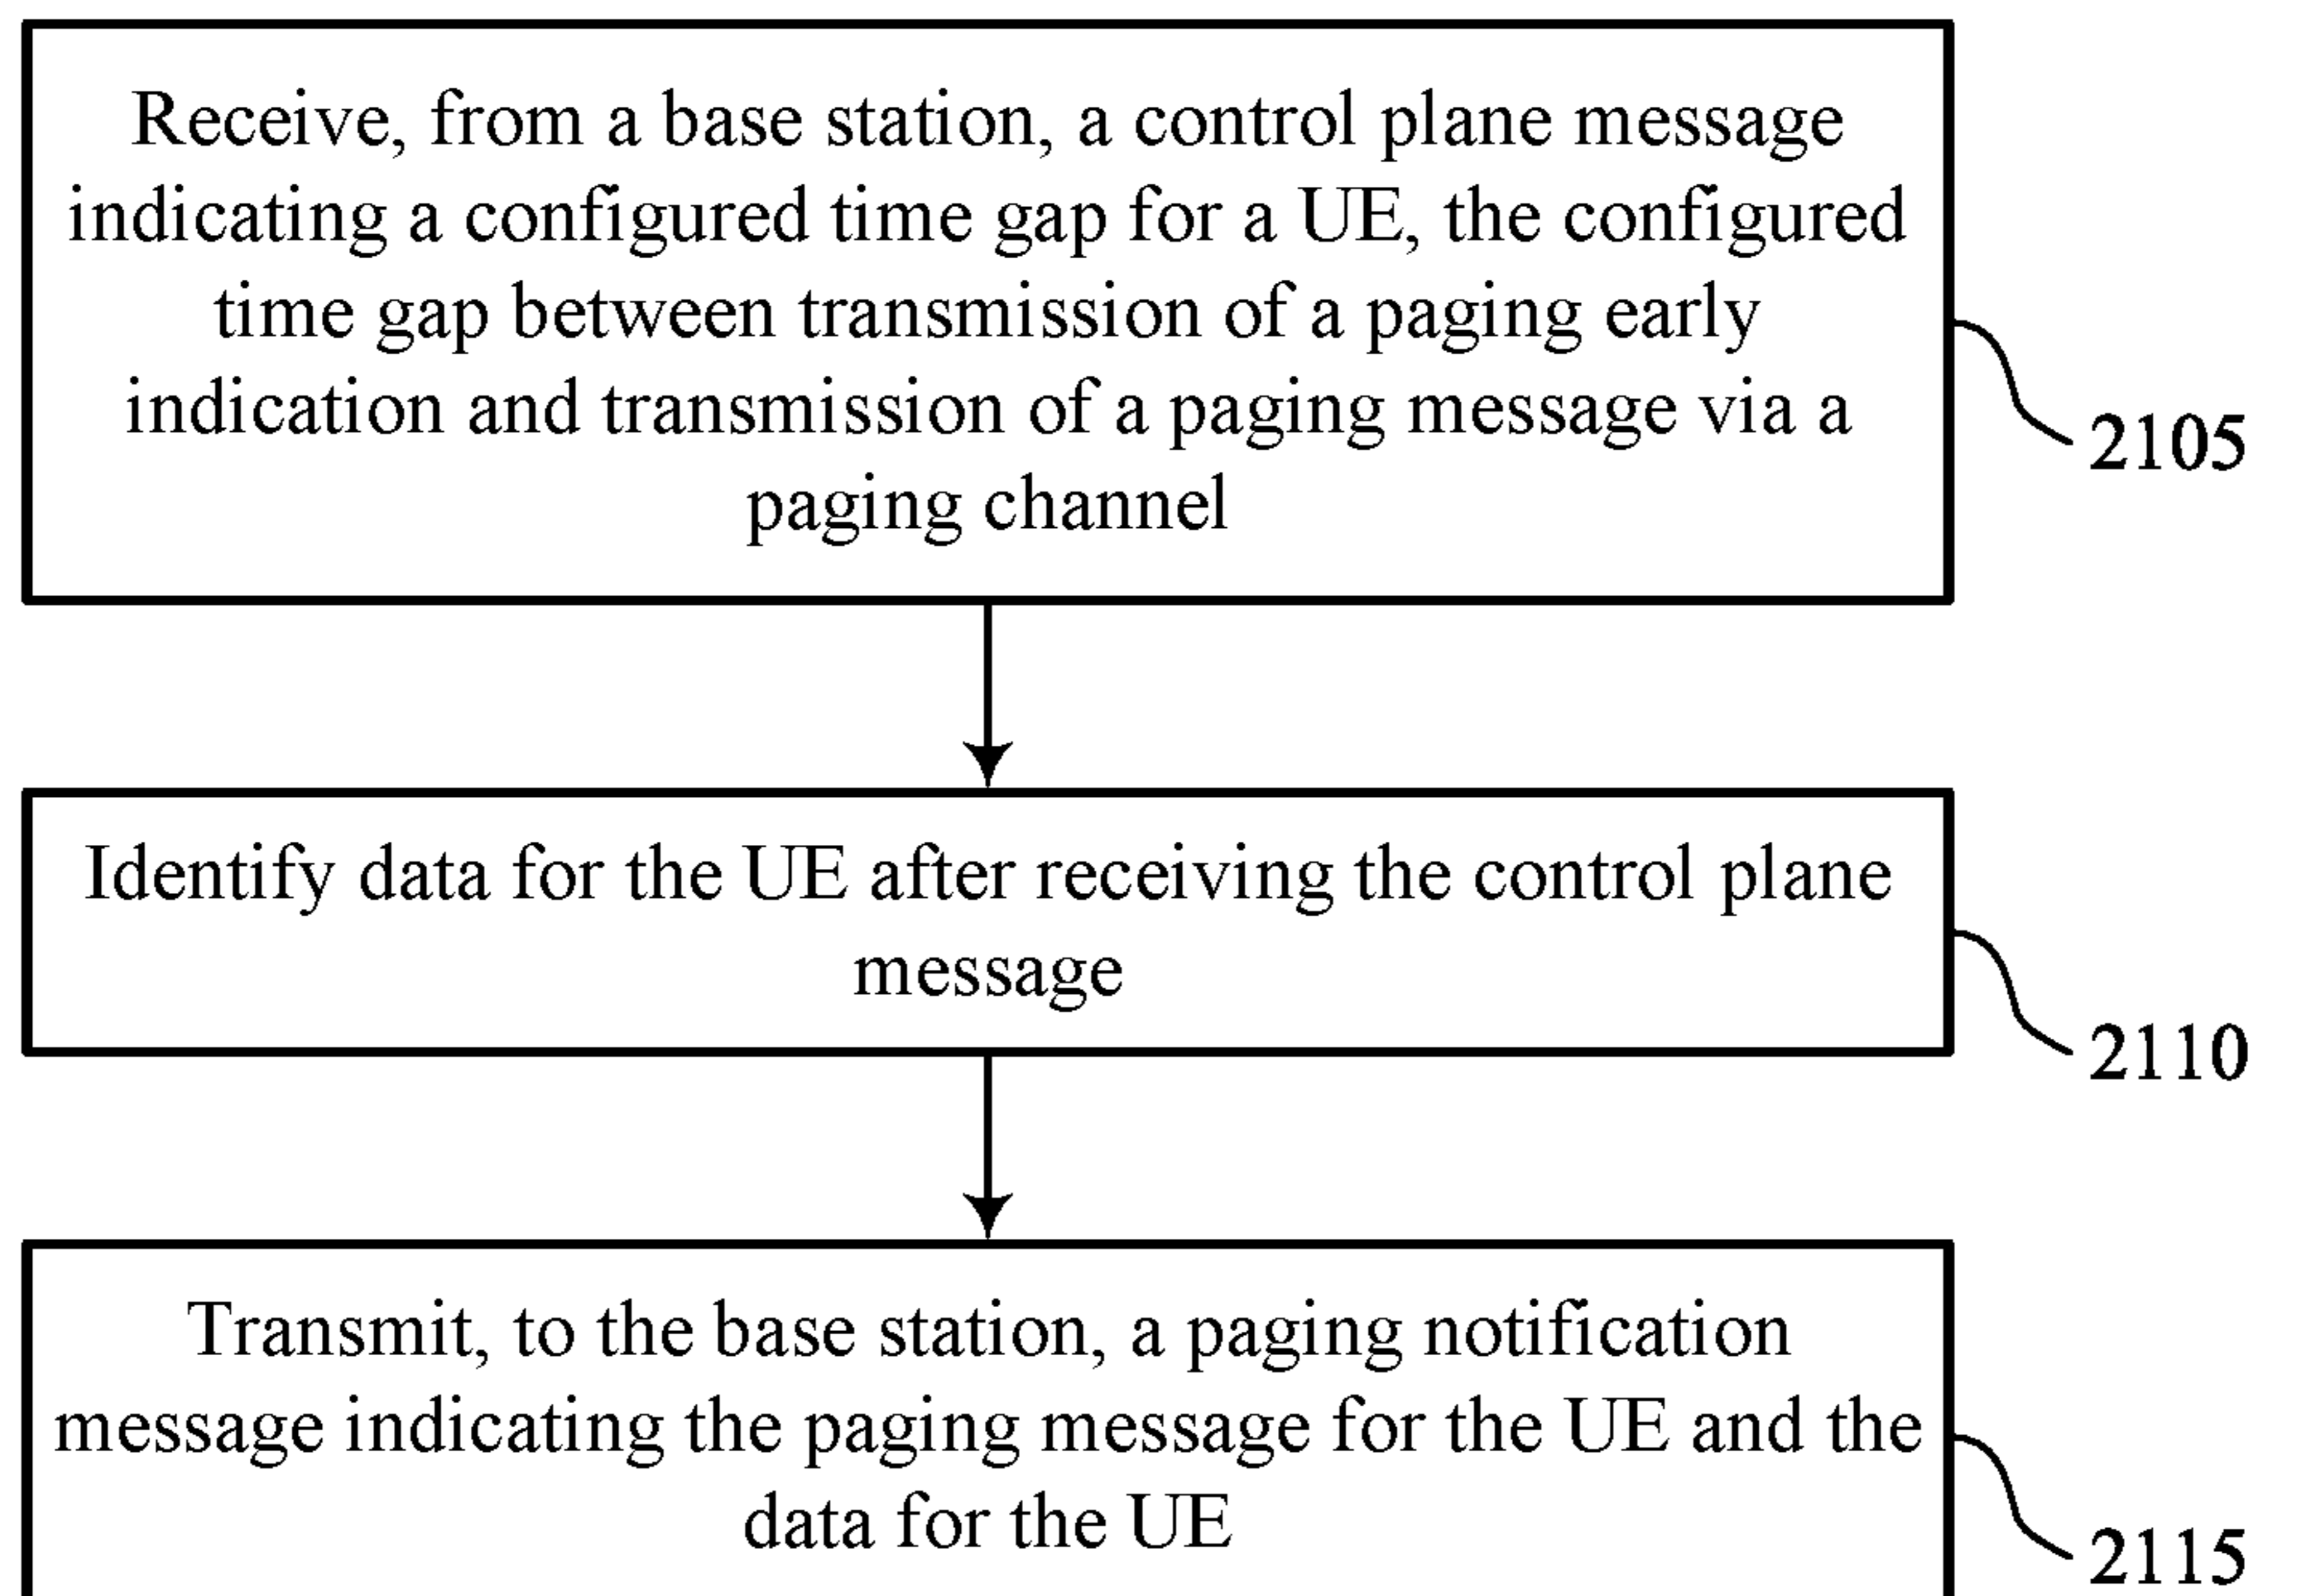 Receive, from a base station, a control plane message
indicating a configured time gap for a UE, the configured
time gap between transmission of a paging early
indication and transmission of a paging message via a
paging channel
2105
Identify data for the UE after receiving the control plane
message
2110
Transmit, to the base station, a paging notification
message indicating the paging message for the UE and the
data for the UE
2115